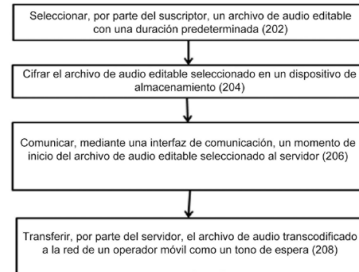 Seleccionar, por parte del suscriptor, un archivo de audio editable
con una duración predeterminada (202)
Cifrar el archivo de audio editable seleccionado en un dispositivo de
almacenamiento (204)
Comunicar, mediante una interfaz de comunicación, un momento de
inicio del archivo de audio editable seleccionado al servidor (206)
Transferir, por parte del servidor, el archivo de audio transcodificado
a la red de un operador móvil como un tono de espera (208)